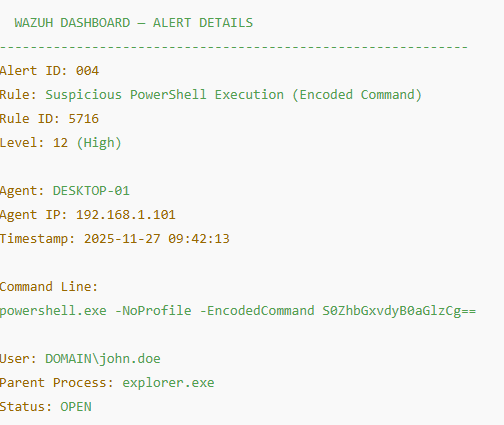 WAZUH DASHBOARD – ALERT DETAILS
-------------------------------------------------------------
Alert ID: 004
Rule: Suspicious PowerShell Execution (Encoded Command)
Rule ID: 5716
Level: 12 (High)
Agent: DESKTOP-01
Agent IP: 192.168.1.101
Timestamp: 2025-11-27 09:42:13
Command Line:
powershell.exe -NoProfile -EncodedCommand S0ZhbGxvdyB0aGlzCg==
User: DOMAIN\john.doe
Parent Process: explorer.exe
Status: OPEN